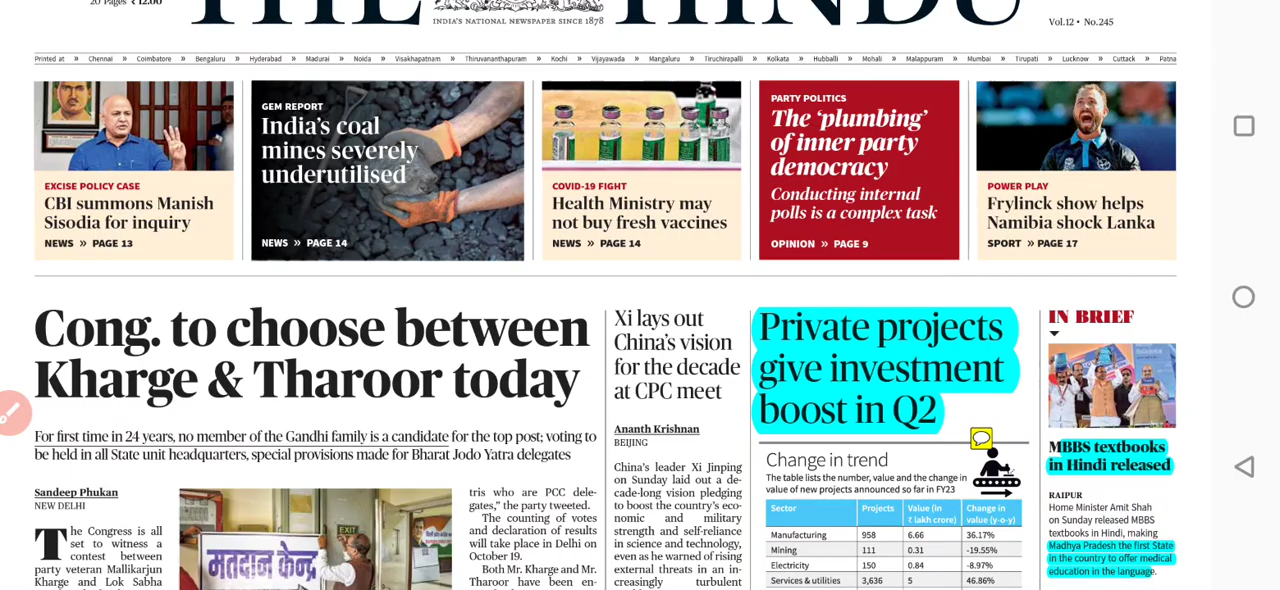 20 Pages ₹ 12.00
THE HINDU
INDIA'S NATIONAL NEWSPAPER SINCE 1878
Vol.12 • No.245
Printed at » Chennai » Coimbatore » Bengaluru » Hyderabad » Madurai » Noida » Visakhapatnam » Thiruvananthapuram » Kochi » Vijayawada » Mangaluru » Tiruchirapalli » Kolkata » Hubballi » Mohali » Malappuram » Mumbai » Tirupati » Lucknow » Cuttack » Patna
EXCISE POLICY CASE
CBI summons Manish
Sisodia for inquiry
NEWS » PAGE 13
GEM REPORT
India's coal
mines severely
underutilised
NEWS » PAGE 14
COVID-19 FIGHT
Health Ministry may
not buy fresh vaccines
NEWS » PAGE 14
PARTY POLITICS
The 'plumbing'
of inner party
democracy
Conducting internal
polls is a complex task
OPINION » PAGE 9
POWER PLAY
Frylinck show helps
Namibia shock Lanka
SPORT » PAGE 17
Cong. to choose between
Kharge & Tharoor today
For first time in 24 years, no member of the Gandhi family is a candidate for the top post; voting to
be held in all State unit headquarters, special provisions made for Bharat Jodo Yatra delegates
Sandeep Phukan
NEW DELHI
The Congress is all
set to witness a
contest between
party veteran Mallikarjun
Kharge and Lok Sabha
EXIT
मतदान केन्द्र
tris who are PCC dele-
gates," the party tweeted.
The counting of votes
and declaration of results
will take place in Delhi on
October 19.
Both Mr. Kharge and Mr.
Tharoor have been en-
Xi lays out
China's vision
for the decade
at CPC meet
Ananth Krishnan
BEIJING
China's leader Xi Jinping
on Sunday laid out a de-
cade-long vision pledging
to boost the country's eco-
nomic and military
strength and self-reliance
in science and technology,
even as he warned of rising
external threats in an in-
creasingly turbulent
Private projects
give investment
boost in Q2
Change in trend
The table lists the number, value and the change in
value of new projects announced so far in FY23
Sector Projects Value (in ₹ lakh crore) Change in value (y-o-y)
Manufacturing 958 6.66 36.17%
Mining 111 0.31 -19.55%
Electricity 150 0.84 -8.97%
Services & utilities 3,636 5 46.86%
IN BRIEF
MBBS textbooks
in Hindi released
RAIPUR
Home Minister Amit Shah
on Sunday released MBBS
textbooks in Hindi, making
Madhya Pradesh the first State
in the country to offer medical
education in the language.